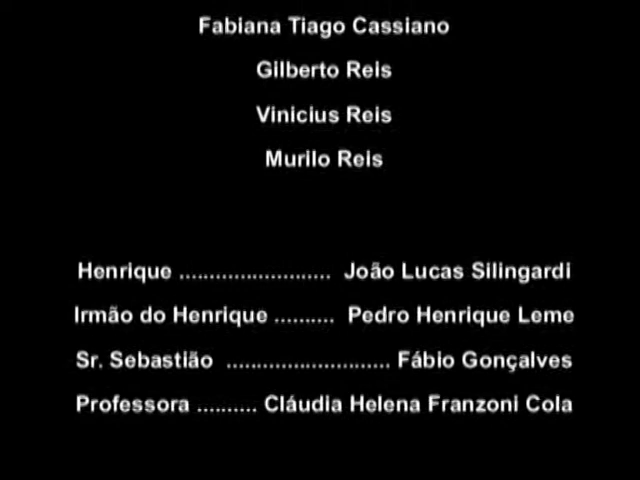 Fabiana Tiago Cassiano
Gilberto Reis
Vinicius Reis
Murilo Reis
Henrique ......................... João Lucas Silingardi
Irmão do Henrique .......... Pedro Henrique Leme
Sr. Sebastião ........................... Fábio Gonçalves
Professora .......... Cláudia Helena Franzoni Cola